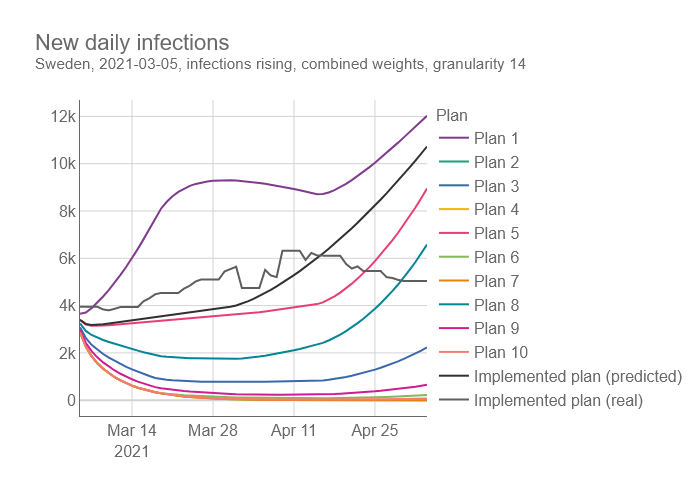 New daily infections
Sweden, 2021-03-05, infections rising, combined weights, granularity 14
12k
10k
8k
6k
4k
2k
0
Mar 14
2021
Mar 28
Apr 11
Apr 25
Plan
Plan 1
Plan 2
Plan 3
Plan 4
Plan 5
Plan 6
Plan 7
Plan 8
Plan 9
Plan 10
Implemented plan (predicted)
Implemented plan (real)